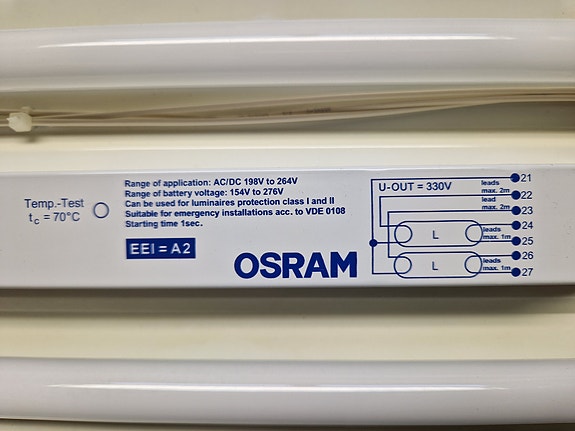 Temp.-Test
tc = 70°C
Range of application: AC/DC 198V to 264V
Range of battery voltage: 154V to 276V
Can be used for luminaires protection class I and II
Suitable for emergency installations acc. to VDE 0108
Starting time 1sec.
EEI = A2
OSRAM
U-OUT = 330V
leads
max. 2m
lead
max. 2m
L
leads
max. 1m
L
leads
max. 1m
21
22
23
24
25
26
27